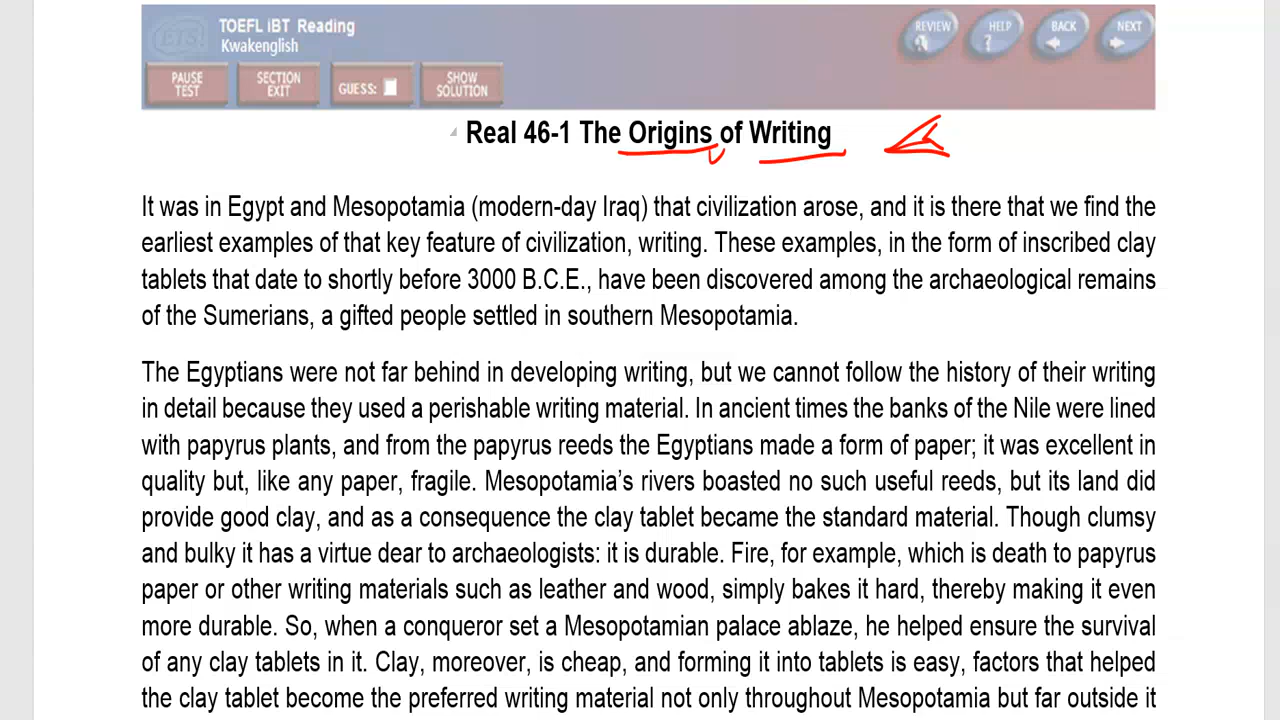 TOEFL iBT Reading
Kwakenglish
REVIEW
HELP
BACK
NEXT
PAUSE
TEST
SECTION
EXIT
GUESS:
SHOW
SOLUTION
Real 46-1 The Origins of Writing
It was in Egypt and Mesopotamia (modern-day Iraq) that civilization arose, and it is there that we find the
earliest examples of that key feature of civilization, writing. These examples, in the form of inscribed clay
tablets that date to shortly before 3000 B.C.E., have been discovered among the archaeological remains
of the Sumerians, a gifted people settled in southern Mesopotamia.
The Egyptians were not far behind in developing writing, but we cannot follow the history of their writing
in detail because they used a perishable writing material. In ancient times the banks of the Nile were lined
with papyrus plants, and from the papyrus reeds the Egyptians made a form of paper; it was excellent in
quality but, like any paper, fragile. Mesopotamia’s rivers boasted no such useful reeds, but its land did
provide good clay, and as a consequence the clay tablet became the standard material. Though clumsy
and bulky it has a virtue dear to archaeologists: it is durable. Fire, for example, which is death to papyrus
paper or other writing materials such as leather and wood, simply bakes it hard, thereby making it even
more durable. So, when a conqueror set a Mesopotamian palace ablaze, he helped ensure the survival
of any clay tablets in it. Clay, moreover, is cheap, and forming it into tablets is easy, factors that helped
the clay tablet become the preferred writing material not only throughout Mesopotamia but far outside it